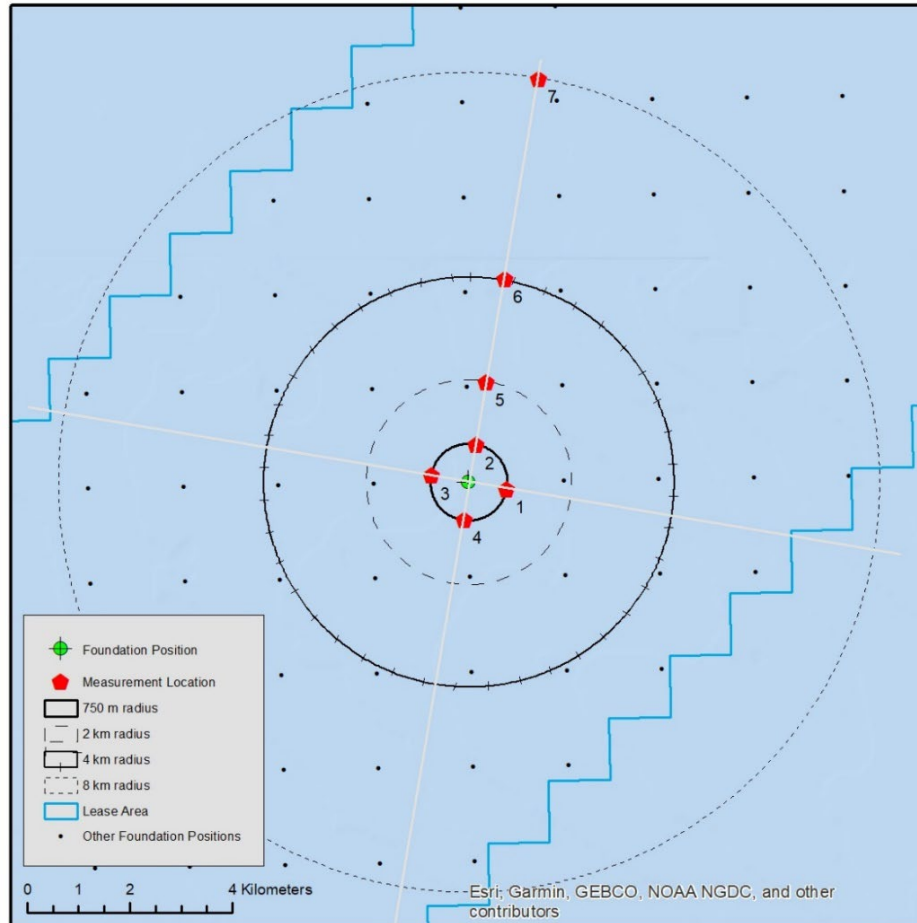 7
6
5
2
3
1
4
Foundation Position
Measurement Location
750 m radius
2 km radius
4 km radius
8 km radius
Lease Area
Other Foundation Positions
0 1 2 4 Kilometers
Esri, Garmin, GEBCO, NOAA NGDC, and other
contributors